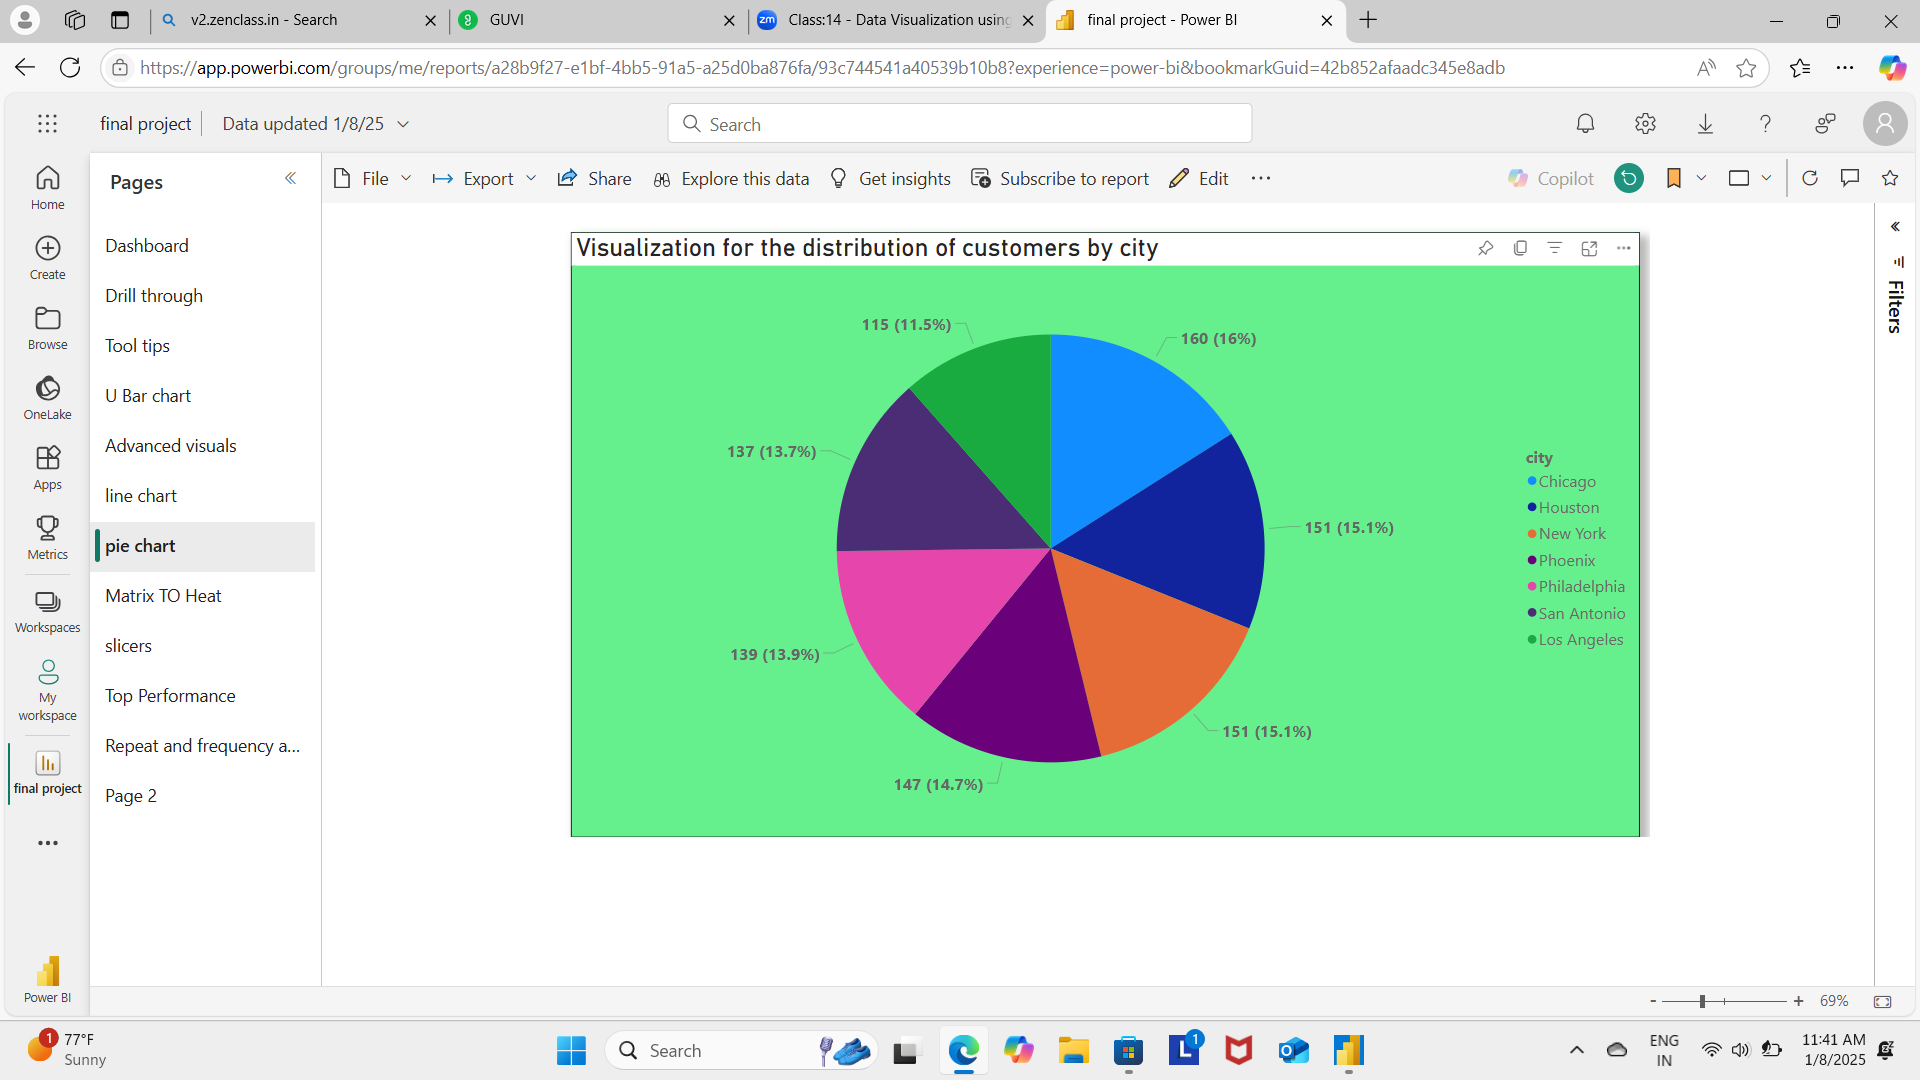 v2.zenclass.in - Search
GUVI
Class:14 - Data Visualization using
final project - Power BI
https://app.powerbi.com/groups/me/reports/a28b9f27-e1bf-4bb5-91a5-a25d0ba876fa/93c744541a40539b10b8?experience=power-bi&bookmarkGuid=42b852afaadc345e8adb
final project
Data updated 1/8/25
Search
Home
Create
Browse
OneLake
Apps
Metrics
Workspaces
My
workspace
final project
Power BI
Pages
Dashboard
Drill through
Tool tips
U Bar chart
Advanced visuals
line chart
pie chart
Matrix TO Heat
slicers
Top Performance
Repeat and frequency a...
Page 2
File
Export
Share
Explore this data
Get insights
Subscribe to report
Edit
Copilot
Visualization for the distribution of customers by city
115 (11.5%)
160 (16%)
137 (13.7%)
151 (15.1%)
139 (13.9%)
151 (15.1%)
147 (14.7%)
city
Chicago
Houston
New York
Phoenix
Philadelphia
San Antonio
Los Angeles
Filters
- + 69%
1
77°F
Sunny
Search
L 1
ENG
IN
11:41 AM
1/8/2025